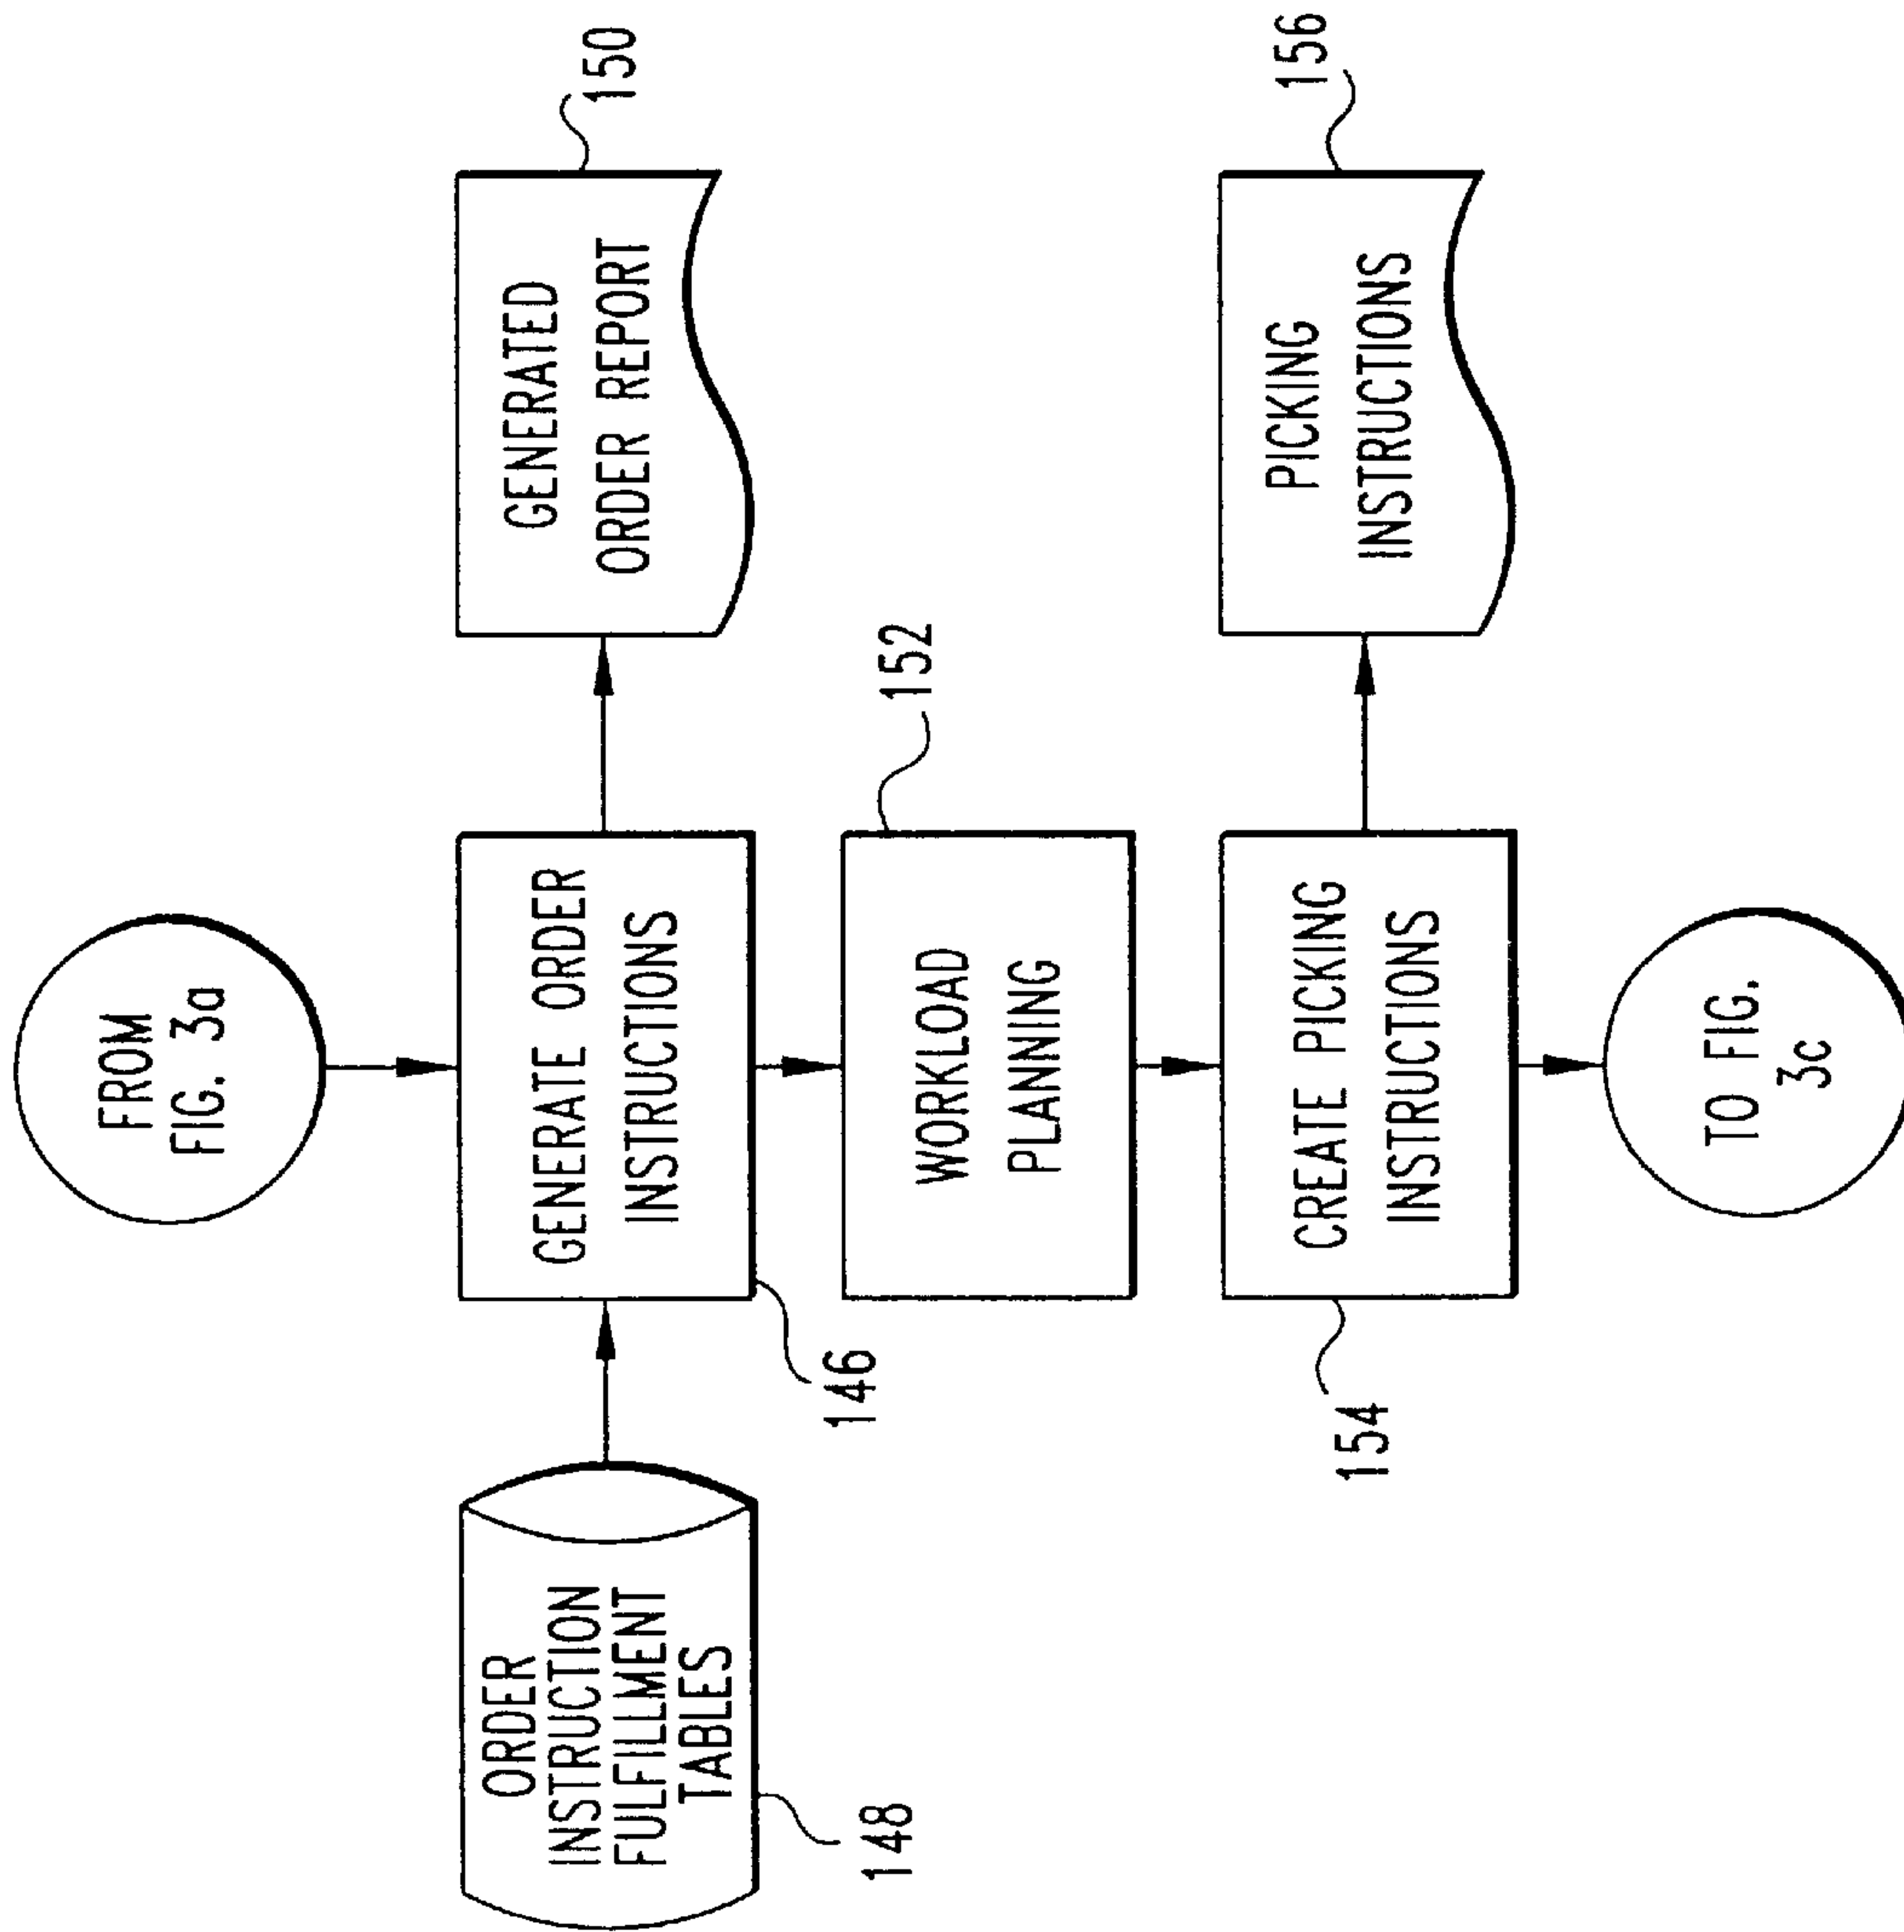 FROM
FIG. 3a
ORDER
INSTRUCTION
FULFILLMENT
TABLES
148
GENERATE ORDER
INSTRUCTIONS
146
GENERATED
ORDER REPORT
150
WORKLOAD
PLANNING
152
CREATE PICKING
INSTRUCTIONS
154
PICKING
INSTRUCTIONS
156
TO FIG.
3c